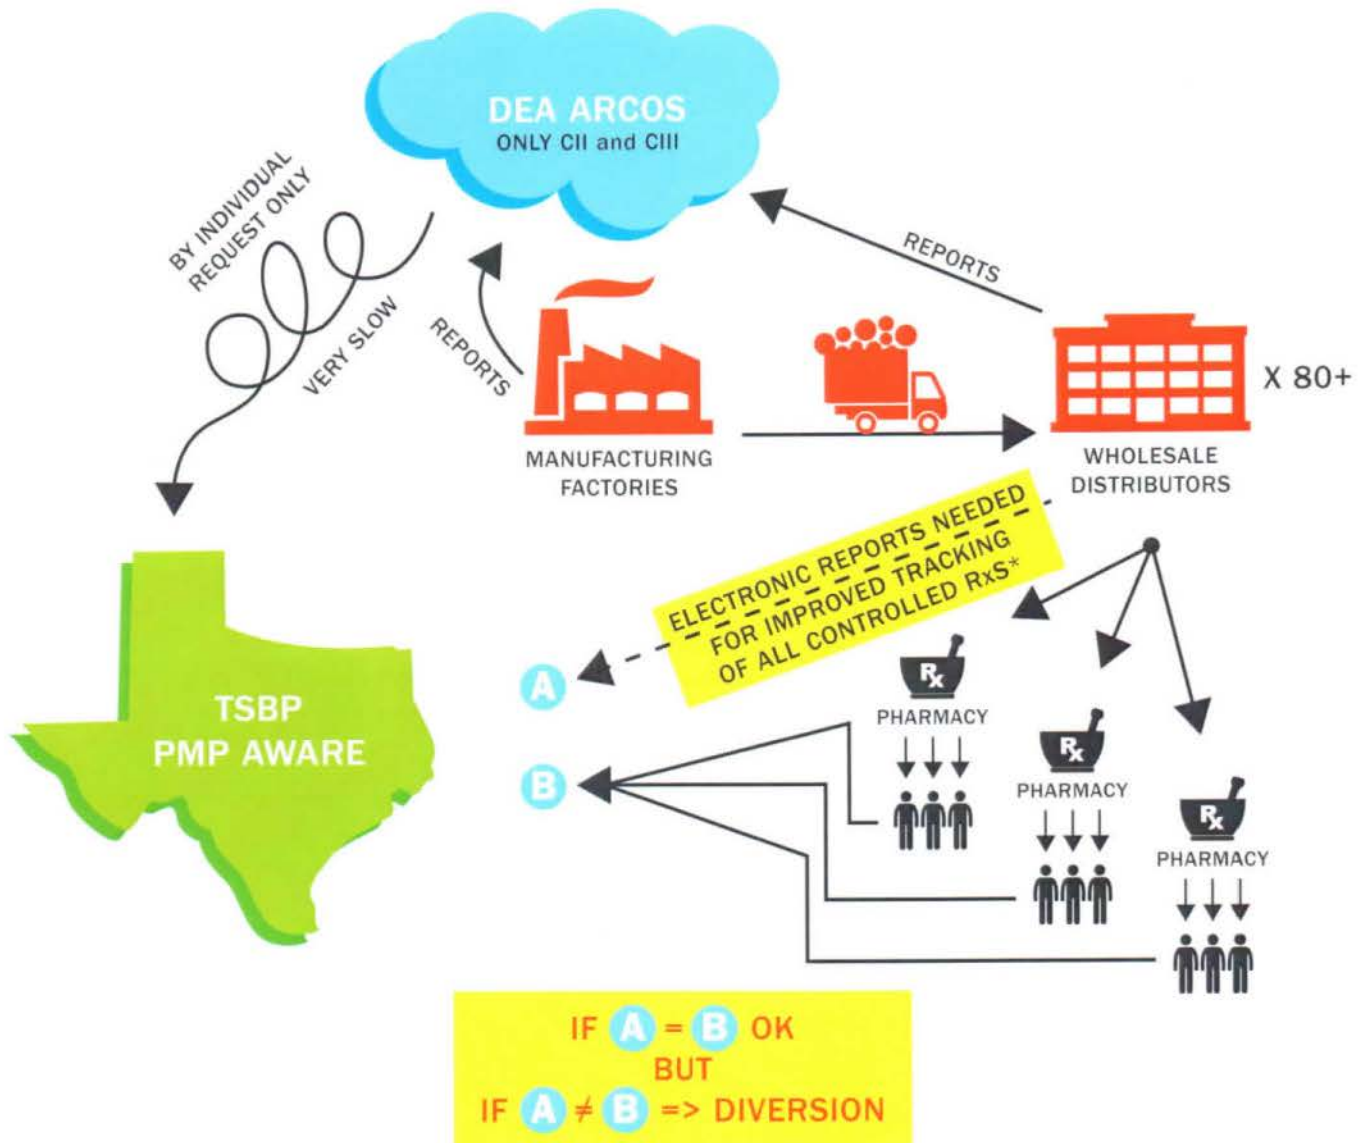 DEA ARCOS
ONLY CII and CIII
BY INDIVIDUAL
REQUEST ONLY
VERY SLOW
REPORTS
REPORTS
X 80+
MANUFACTURING
FACTORIES
WHOLESALE
DISTRIBUTORS
ELECTRONIC REPORTS NEEDED
FOR IMPROVED TRACKING
OF ALL CONTROLLED RxS*
TSBP
PMP AWARE
A
B
Rx
PHARMACY
Rx
PHARMACY
Rx
PHARMACY
IF A = B OK
BUT
IF A ≠ B => DIVERSION